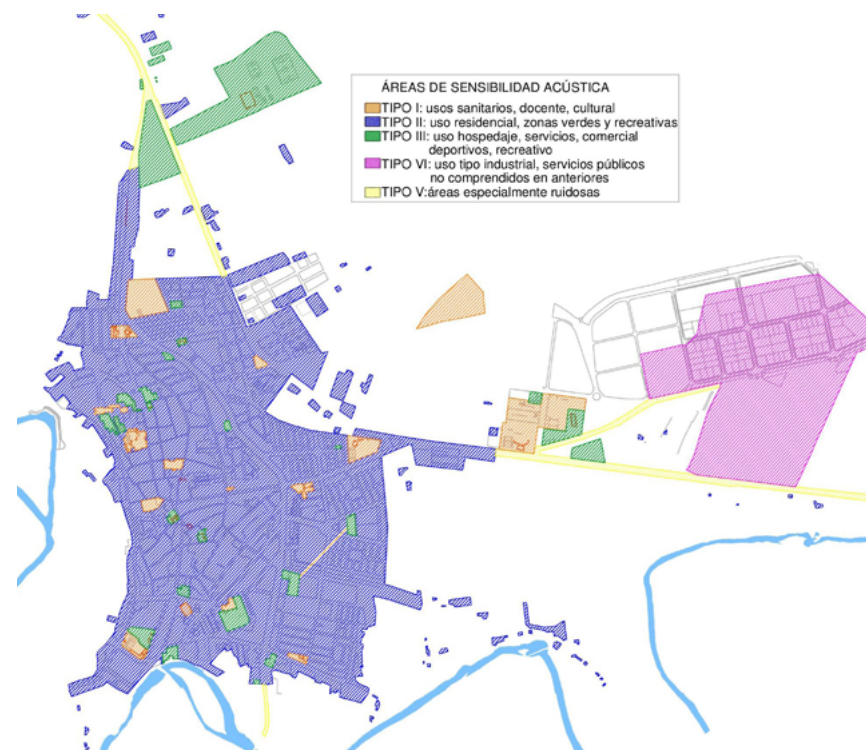 ÁREAS DE SENSIBILIDAD ACÚSTICA
TIPO I: usos sanitarios, docente, cultural
TIPO II: uso residencial, zonas verdes y recreativas
TIPO III: uso hospedaje, servicios, comercial
deportivos, recreativo
TIPO VI: uso tipo industrial, servicios públicos
no comprendidos en anteriores
TIPO V:áreas especialmente ruidosas